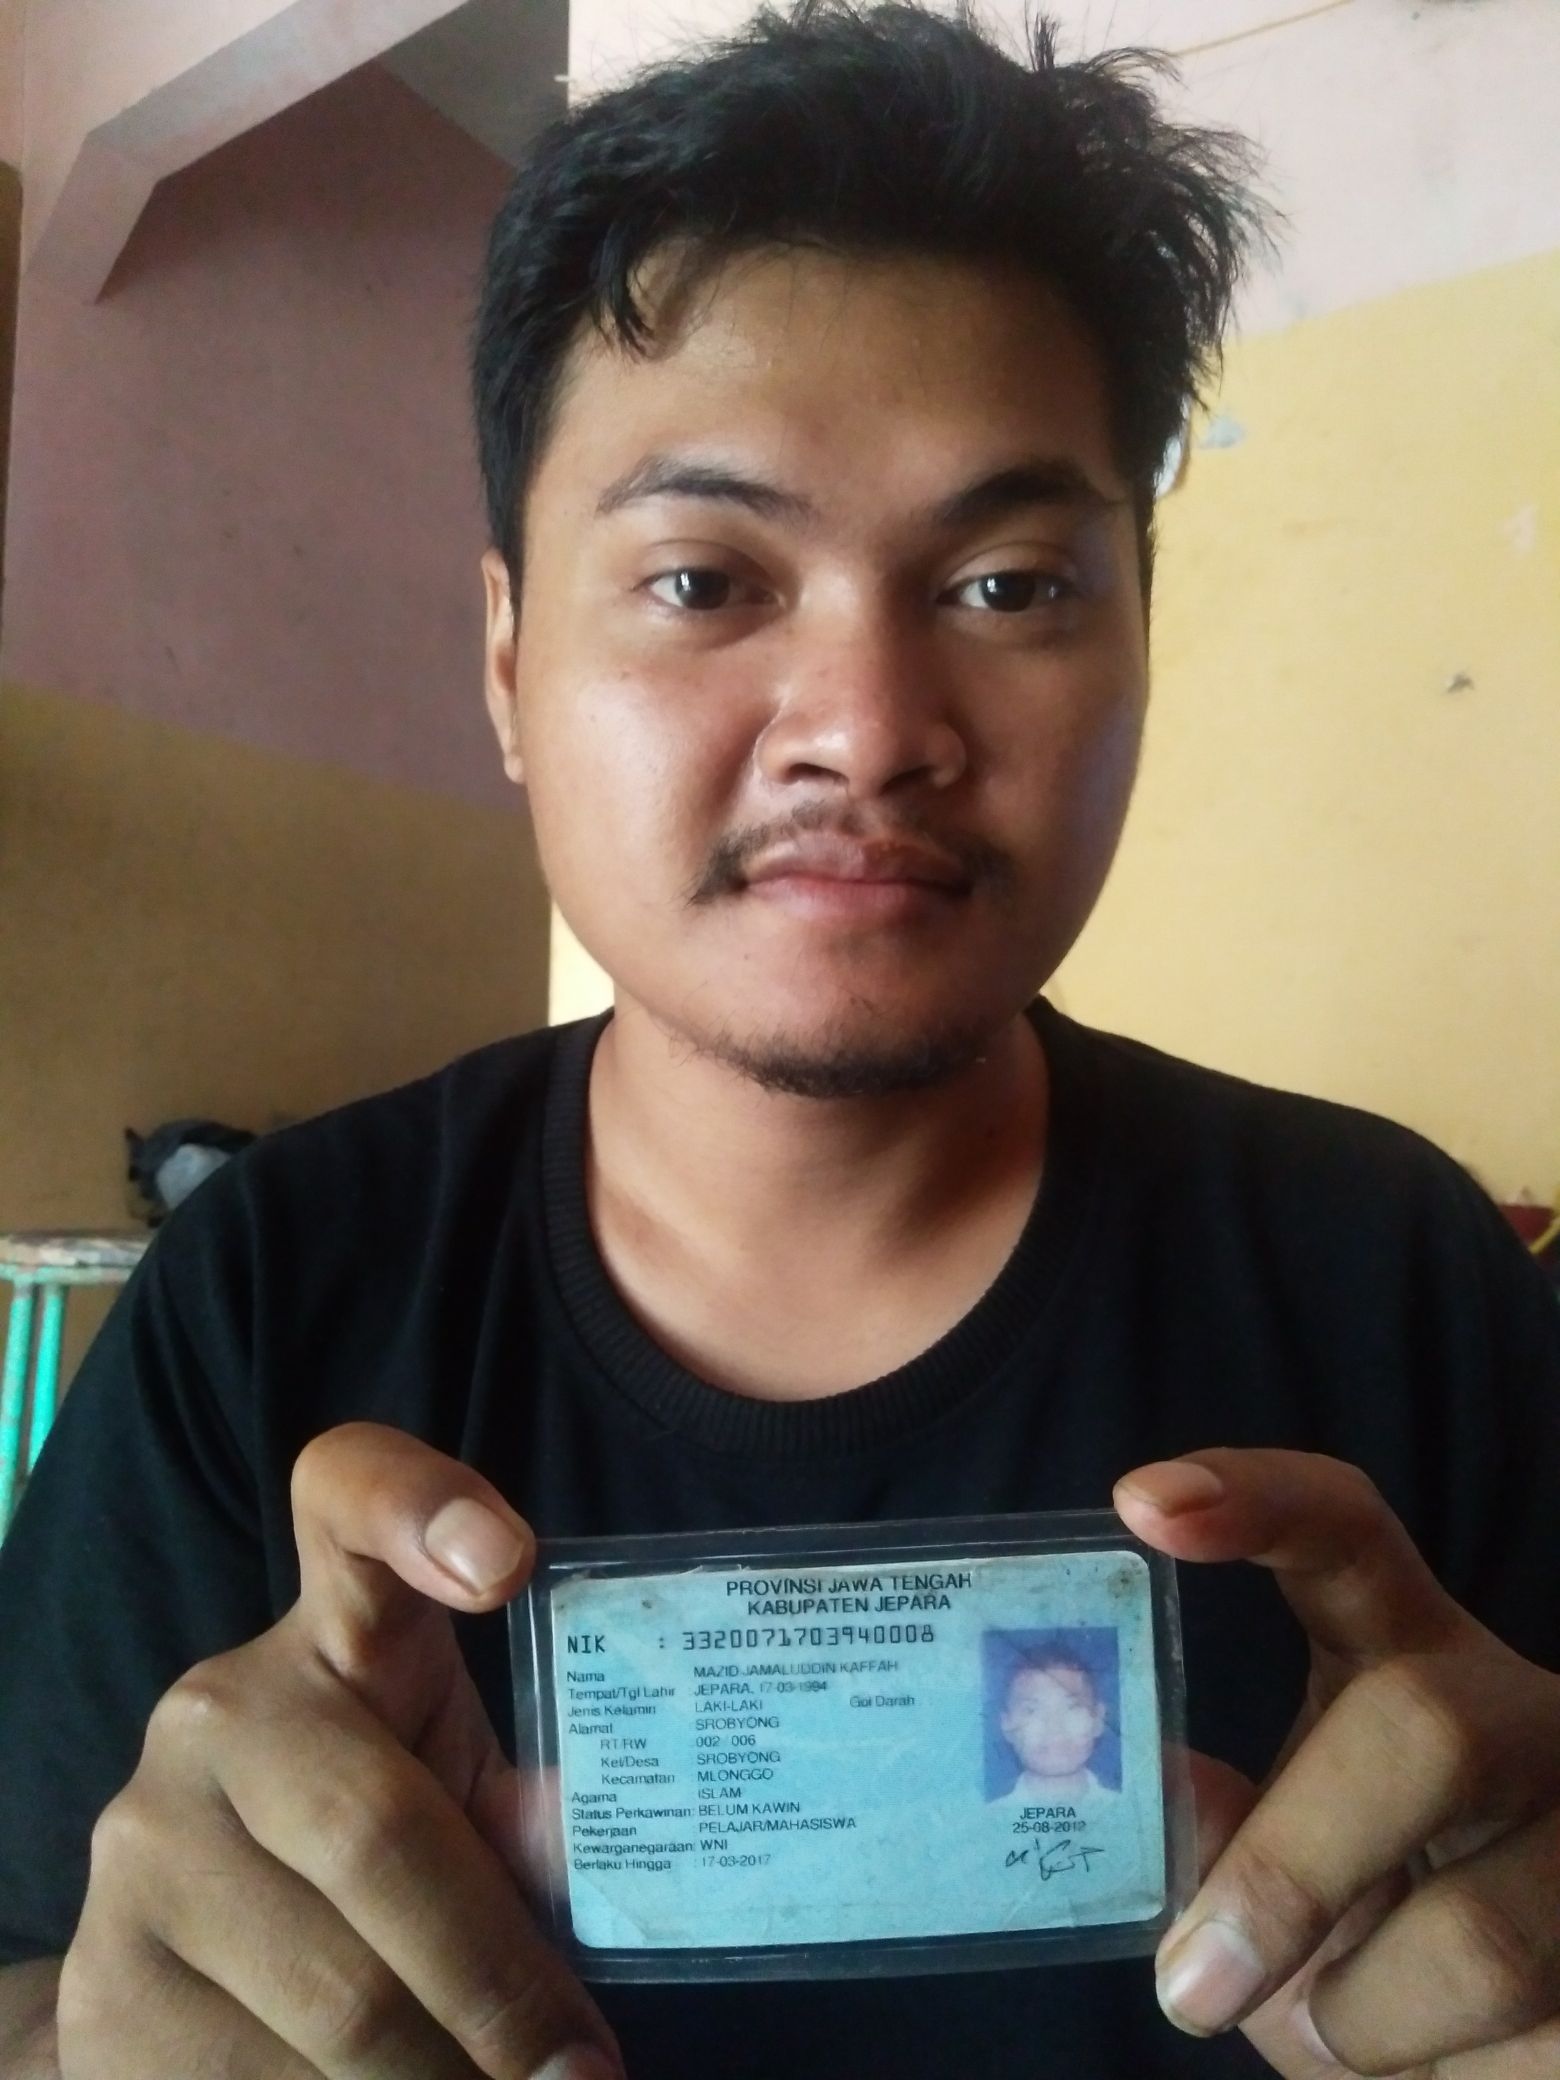 PROVINSI JAWA TENGAH
KABUPATEN JEPARA
NIK : 3320071703940008
Nama MAZID JAMALUDDIN KAFFAH
Tempat/Tgl Lahir : JEPARA, 17-03-1994
Jenis Kelamin LAKI-LAKI Gol Darah
Alamat : SROBYONG
RT/RW : 002 006
Kel/Desa : SROBYONG
Kecamatan : MLONGGO
Agama : ISLAM
Status Perkawinan: BELUM KAWIN
Pekerjaan : PELAJAR/MAHASISWA
Kewarganegaraan: WNI
Berlaku Hingga : 17-03-2017
JEPARA
25-08-2012